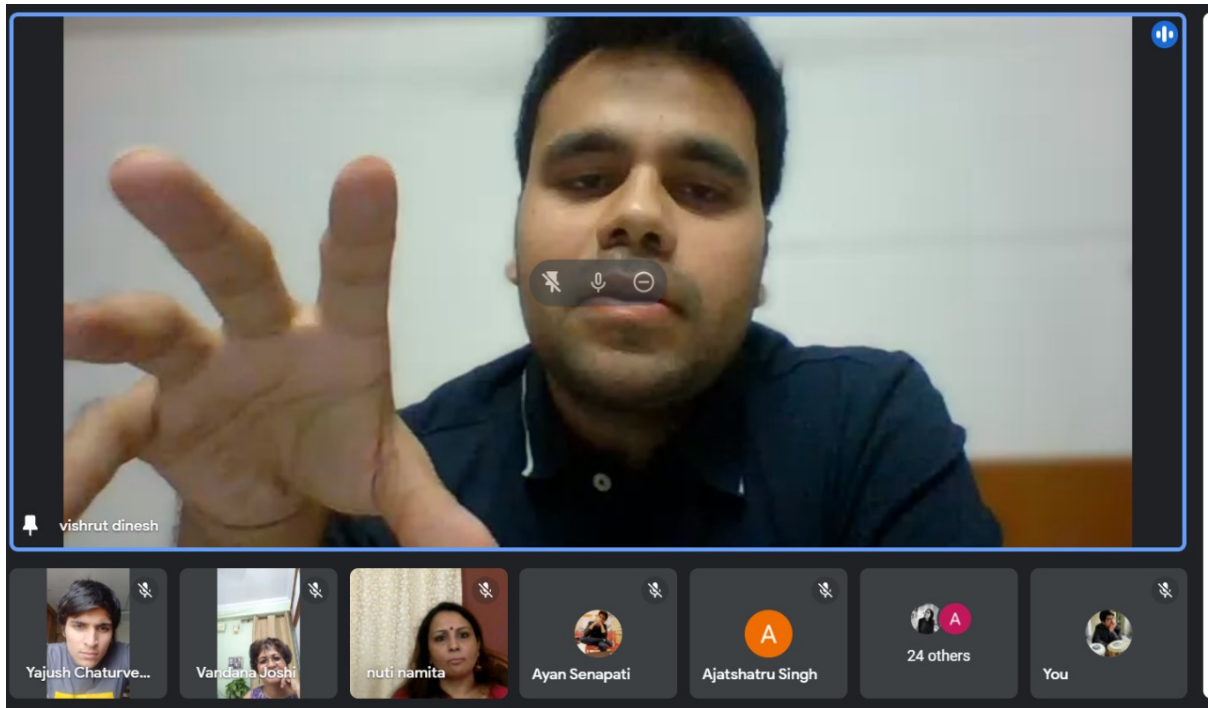 vishrut dinesh
Yajush Chaturve...
Vandana Joshi
nuti namita
Ayan Senapati
A
Ajatshatru Singh
A
24 others
You